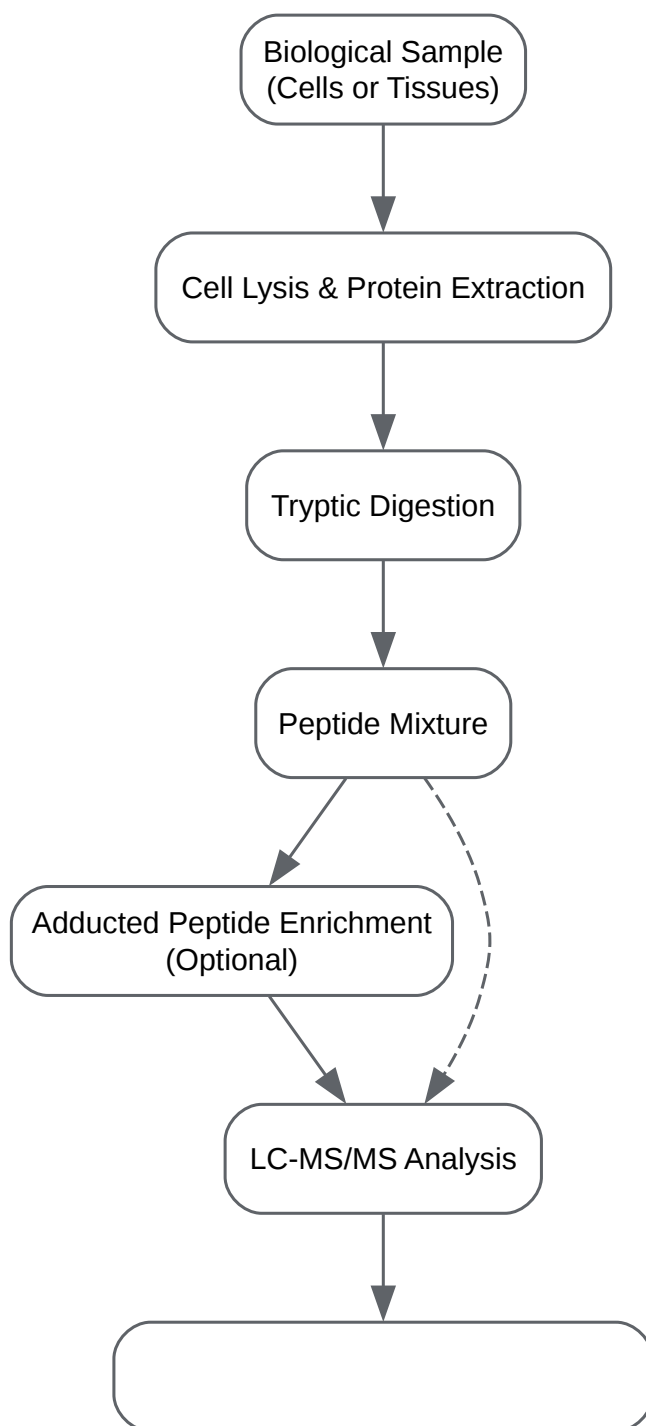 Biological Sample
(Cells or Tissues)
Cell Lysis & Protein Extraction
Tryptic Digestion
Peptide Mixture
Adducted Peptide Enrichment
(Optional)
LC-MS/MS Analysis